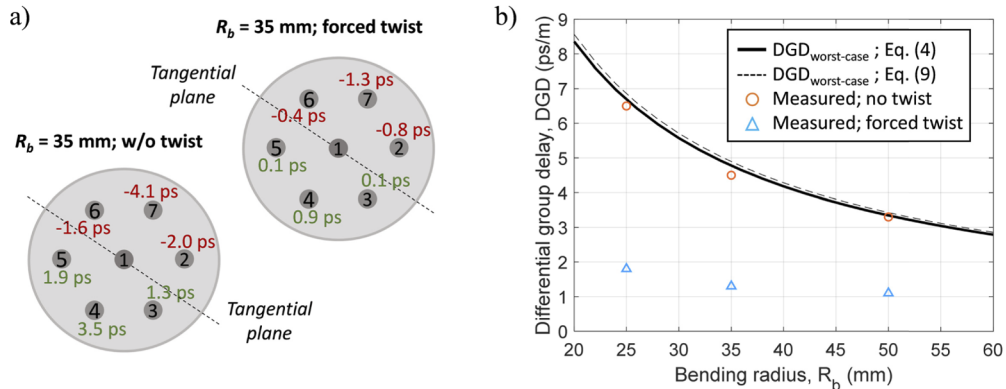 a)
R_b = 35 mm; forced twist
Tangential
plane
6
7
-1.3 ps
-0.4 ps
-0.8 ps
5
1
2
0.1 ps
0.1 ps
4
3
0.9 ps
R_b = 35 mm; w/o twist
6
7
-4.1 ps
-1.6 ps
-2.0 ps
5
1
2
1.9 ps
1.3 ps
4
3
3.5 ps
Tangential
plane
b)
Differential group delay, DGD (ps/m)
9
8
7
6
5
4
3
2
1
0
DGD_worst-case ; Eq. (4)
DGD_worst-case ; Eq. (9)
Measured; no twist
Measured; forced twist
20 25 30 35 40 45 50 55 60
Bending radius, R_b (mm)